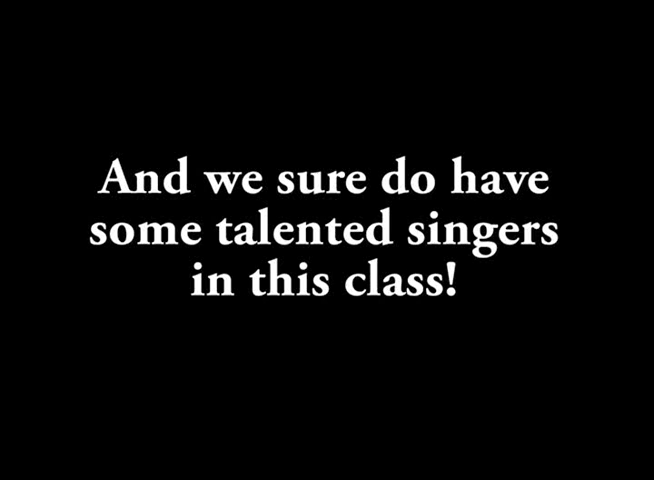 And we sure do have
some talented singers
in this class!